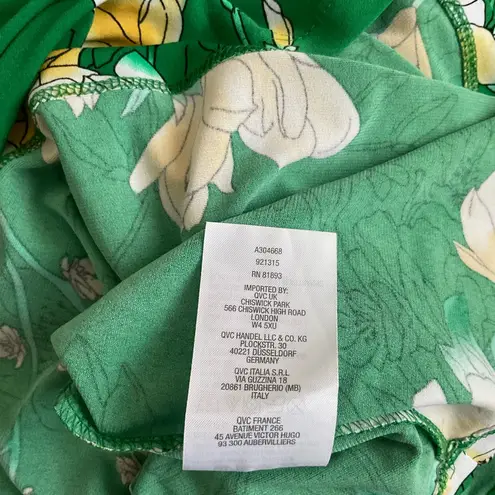 A304668
921315
RN 81893
IMPORTED BY:
QVC UK
CHISWICK PARK
566 CHISWICK HIGH ROAD
LONDON
W4 5XU
QVC HANDEL LLC & CO. KG
PLOCKSTR. 30
40221 DÜSSELDORF
GERMANY
QVC ITALIA S.R.L
VIA GUZZINA 18
20861 BRUGHERIO (MB)
ITALY
QVC FRANCE
BATIMENT 266
45 AVENUE VICTOR HUGO
93 300 AUBERVILLIERS